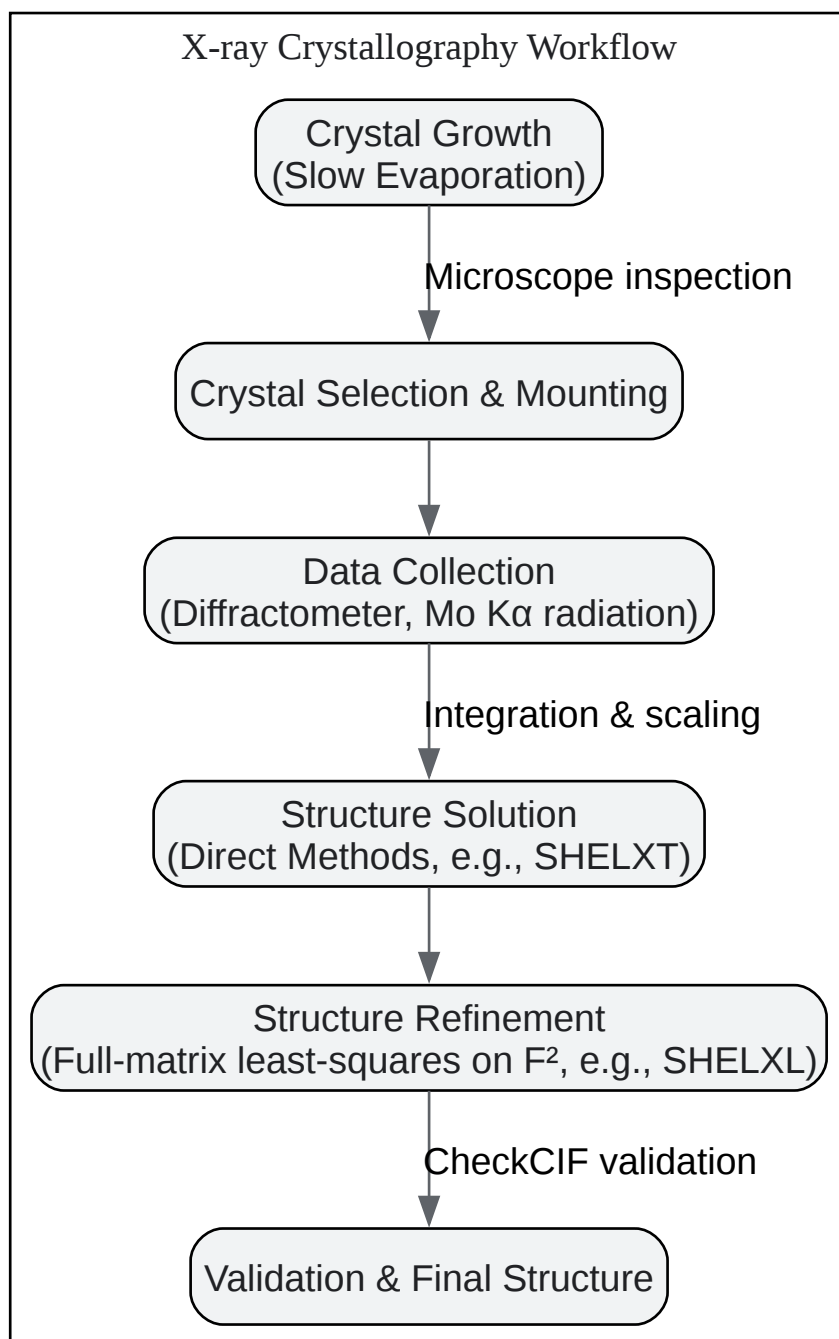 X-ray Crystallography Workflow
Crystal Growth
(Slow Evaporation)
Microscope inspection
Crystal Selection & Mounting
Data Collection
(Diffractometer, Mo Kα radiation)
Integration & scaling
Structure Solution
(Direct Methods, e.g., SHELXT)
Structure Refinement
(Full-matrix least-squares on F², e.g., SHELXL)
CheckCIF validation
Validation & Final Structure